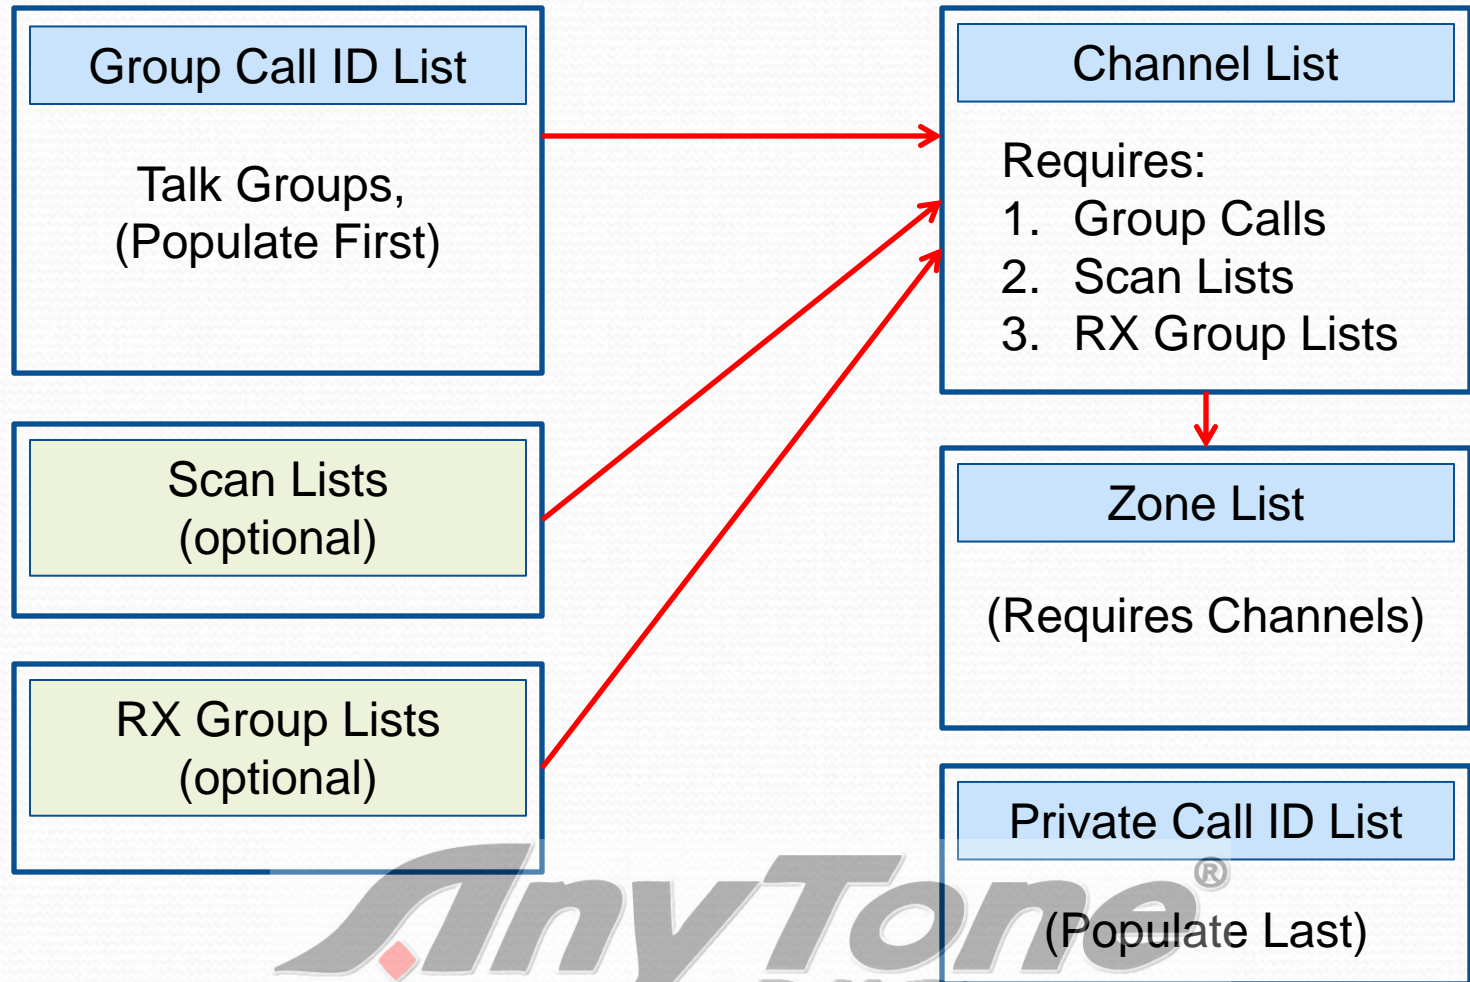 Group Call ID List
Talk Groups,
(Populate First)
Scan Lists
(optional)
RX Group Lists
(optional)
Channel List
Requires:
1. Group Calls
2. Scan Lists
3. RX Group Lists
Zone List
(Requires Channels)
Private Call ID List
(Populate Last)
AnyTone®